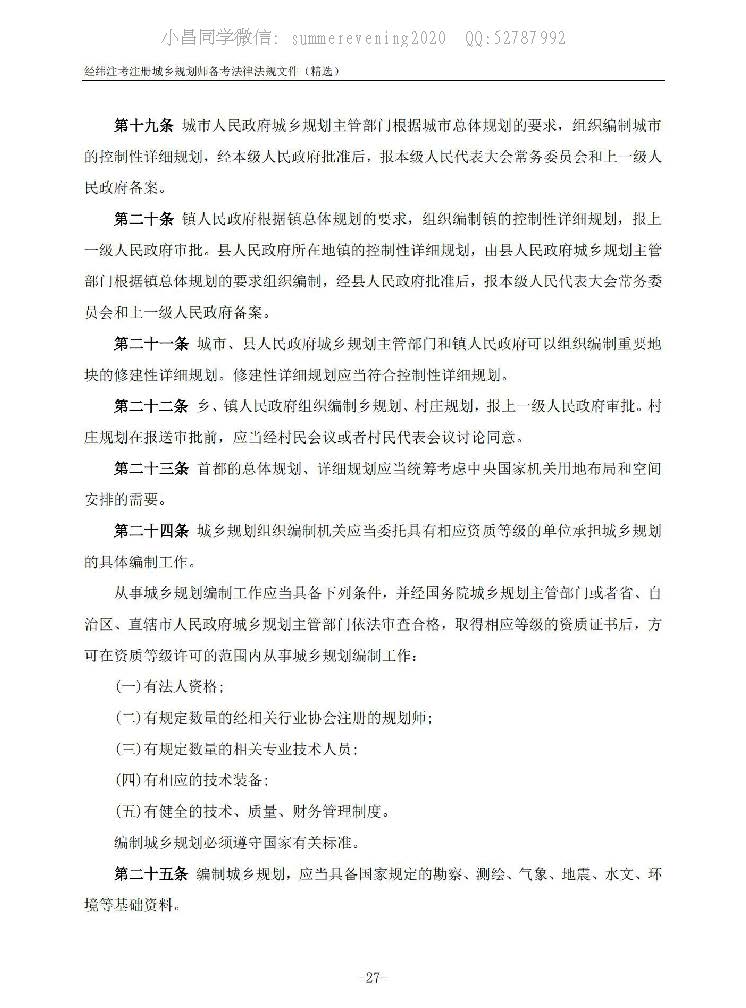 小昌同学微信: summerevening2020 QQ:52787992
经纬注考注册城乡规划师备考法律法规文件（精选）
第十九条 城市人民政府城乡规划主管部门根据城市总体规划的要求，组织编制城市
的控制性详细规划，经本级人民政府批准后，报本级人民代表大会常务委员会和上一级人
民政府备案。
第二十条 镇人民政府根据镇总体规划的要求，组织编制镇的控制性详细规划，报上
一级人民政府审批。县人民政府所在地镇的控制性详细规划，由县人民政府城乡规划主管
部门根据镇总体规划的要求组织编制，经县人民政府批准后，报本级人民代表大会常务委
员会和上一级人民政府备案。
第二十一条 城市、县人民政府城乡规划主管部门和镇人民政府可以组织编制重要地
块的修建性详细规划。修建性详细规划应当符合控制性详细规划。
第二十二条 乡、镇人民政府组织编制乡规划、村庄规划，报上一级人民政府审批。村
庄规划在报送审批前，应当经村民会议或者村民代表会议讨论同意。
第二十三条 首都的总体规划、详细规划应当统筹考虑中央国家机关用地布局和空间
安排的需要。
第二十四条 城乡规划组织编制机关应当委托具有相应资质等级的单位承担城乡规划
的具体编制工作。
从事城乡规划编制工作应当具备下列条件，并经国务院城乡规划主管部门或者省、自
治区、直辖市人民政府城乡规划主管部门依法审查合格，取得相应等级的资质证书后，方
可在资质等级许可的范围内从事城乡规划编制工作：
(一)有法人资格;
(二)有规定数量的经相关行业协会注册的规划师;
(三)有规定数量的相关专业技术人员;
(四)有相应的技术装备;
(五)有健全的技术、质量、财务管理制度。
编制城乡规划必须遵守国家有关标准。
第二十五条 编制城乡规划，应当具备国家规定的勘察、测绘、气象、地震、水文、环
境等基础资料。
-27-